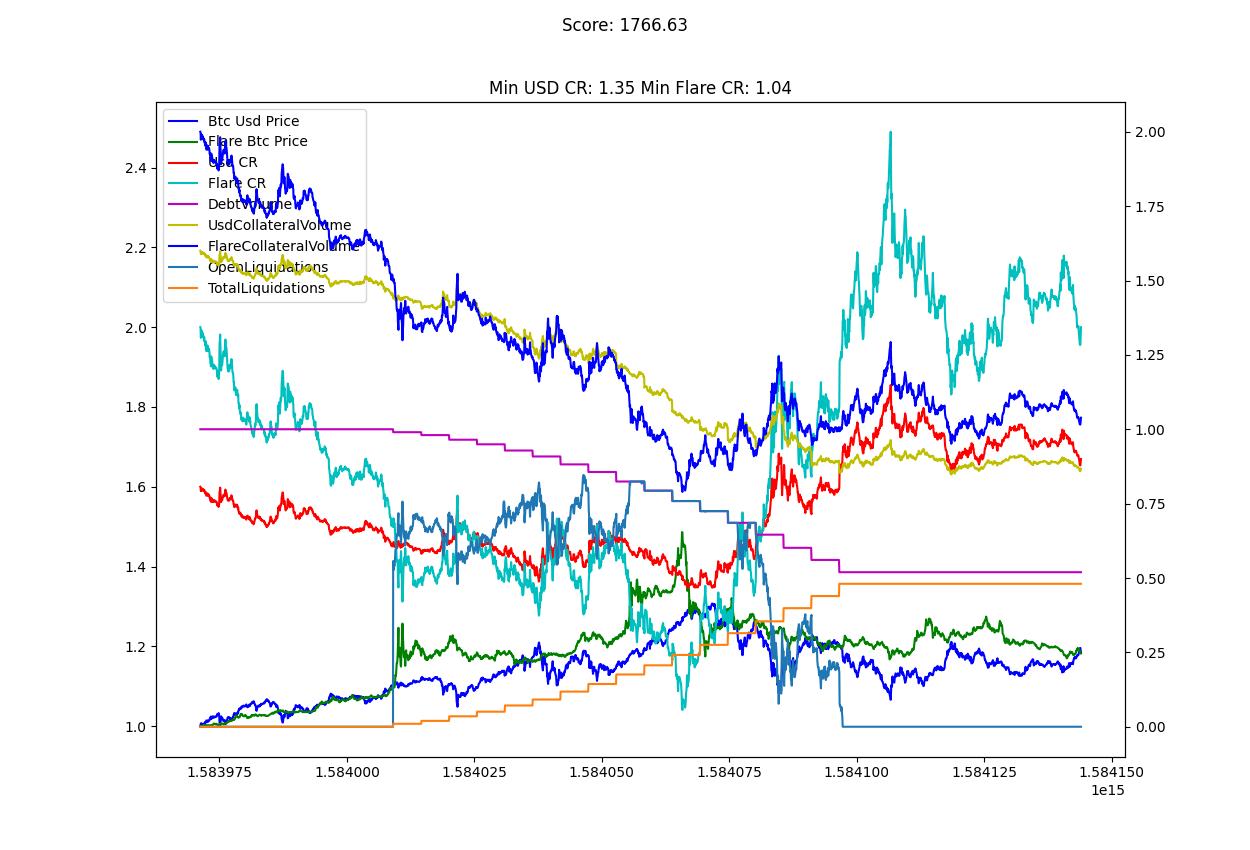 Score: 1766.63
Min USD CR: 1.35 Min Flare CR: 1.04
Btc Usd Price
Flare Btc Price
Usd CR
Flare CR
DebtVolume
UsdCollateralVolume
FlareCollateralVolume
OpenLiquidations
TotalLiquidations
2.4
2.2
2.0
1.8
1.6
1.4
1.2
1.0
2.00
1.75
1.50
1.25
1.00
0.75
0.50
0.25
0.00
1.583975 1.584000 1.584025 1.584050 1.584075 1.584100 1.584125 1.584150
1e15